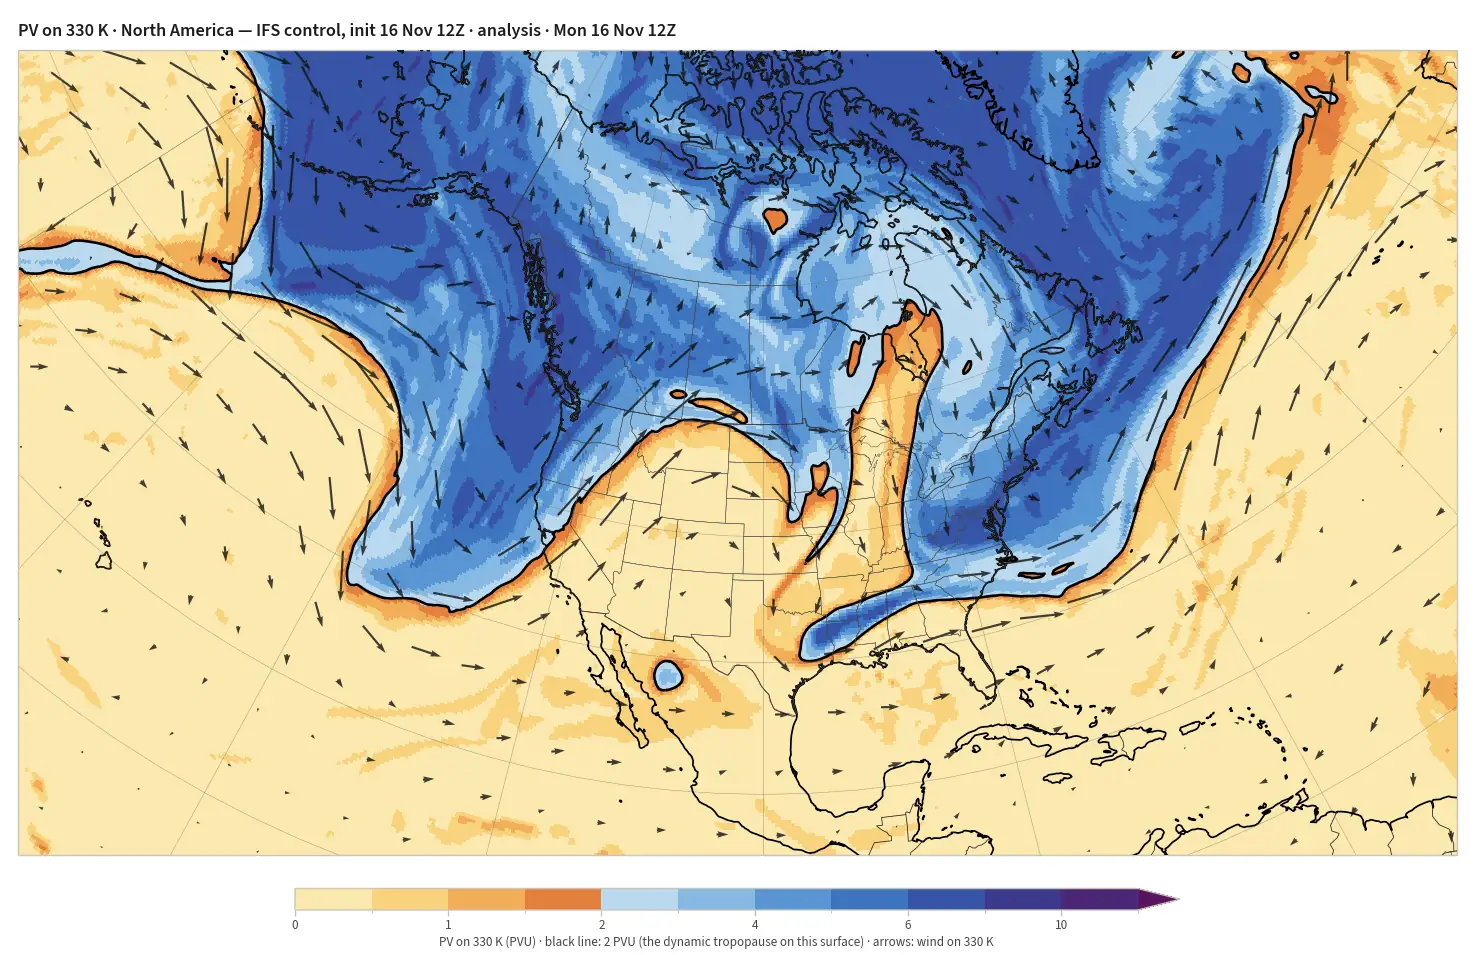 PV on 330 K · North America — IFS control, init 16 Nov 12Z · analysis · Mon 16 Nov 12Z
0 1 2 4 6 10
PV on 330 K (PVU) · black line: 2 PVU (the dynamic tropopause on this surface) · arrows: wind on 330 K